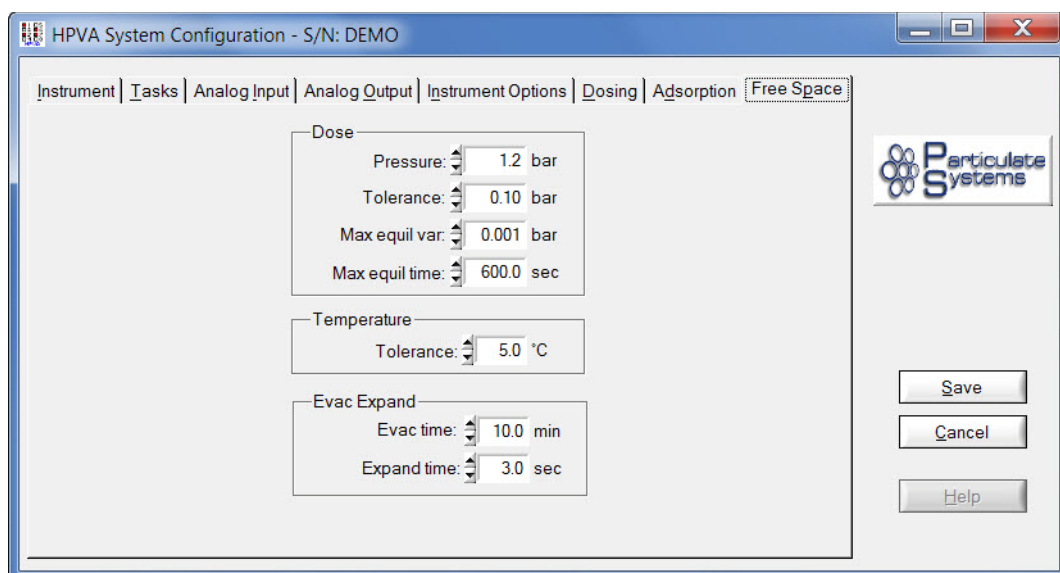 HPVA System Configuration - S/N: DEMO
Instrument Tasks Analog Input Analog Output Instrument Options Dosing Adsorption Free Space
Dose
Pressure: 1.2 bar
Tolerance: 0.10 bar
Max equil var: 0.001 bar
Max equil time: 600.0 sec
Temperature
Tolerance: 5.0 °C
Evac Expand
Evac time: 10.0 min
Expand time: 3.0 sec
Particulate
Systems
Save
Cancel
Help